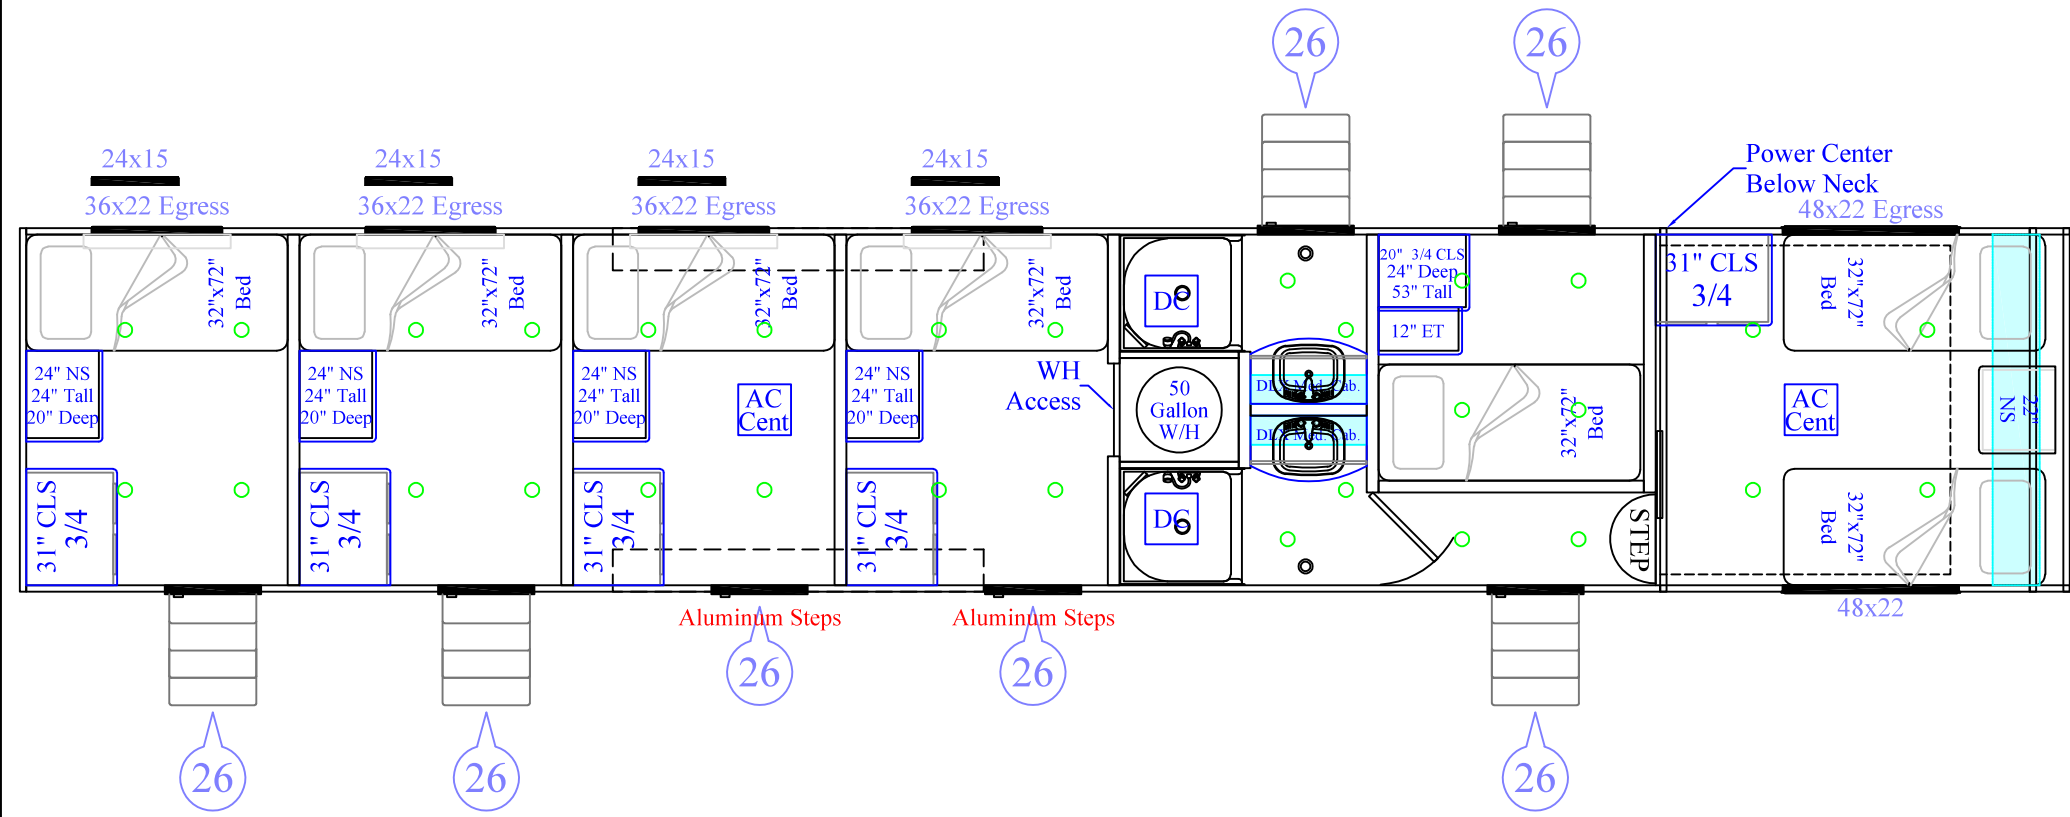 26
26
24x15
24x15
24x15
24x15
Power Center
Below Neck
36x22 Egress
36x22 Egress
36x22 Egress
36x22 Egress
48x22 Egress
32"x72"
Bed
32"x72"
Bed
32"x72"
Bed
32"x72"
Bed
DC
20" 3/4 CLS
24" Deep
53" Tall
12" ET
31" CLS
3/4
32"x72"
Bed
24" NS
24" Tall
20" Deep
24" NS
24" Tall
20" Deep
24" NS
24" Tall
20" Deep
AC
Cent
24" NS
24" Tall
20" Deep
WH
Access
50
Gallon
W/H
DLX Med. Cab.
DLX Med. Cab.
32"x72"
Bed
AC
Cent
22"
NS
31" CLS
3/4
31" CLS
3/4
31" CLS
3/4
31" CLS
3/4
DC
STEP
32"x72"
Bed
Aluminum Steps
Aluminum Steps
48x22
26
26
26
26
26